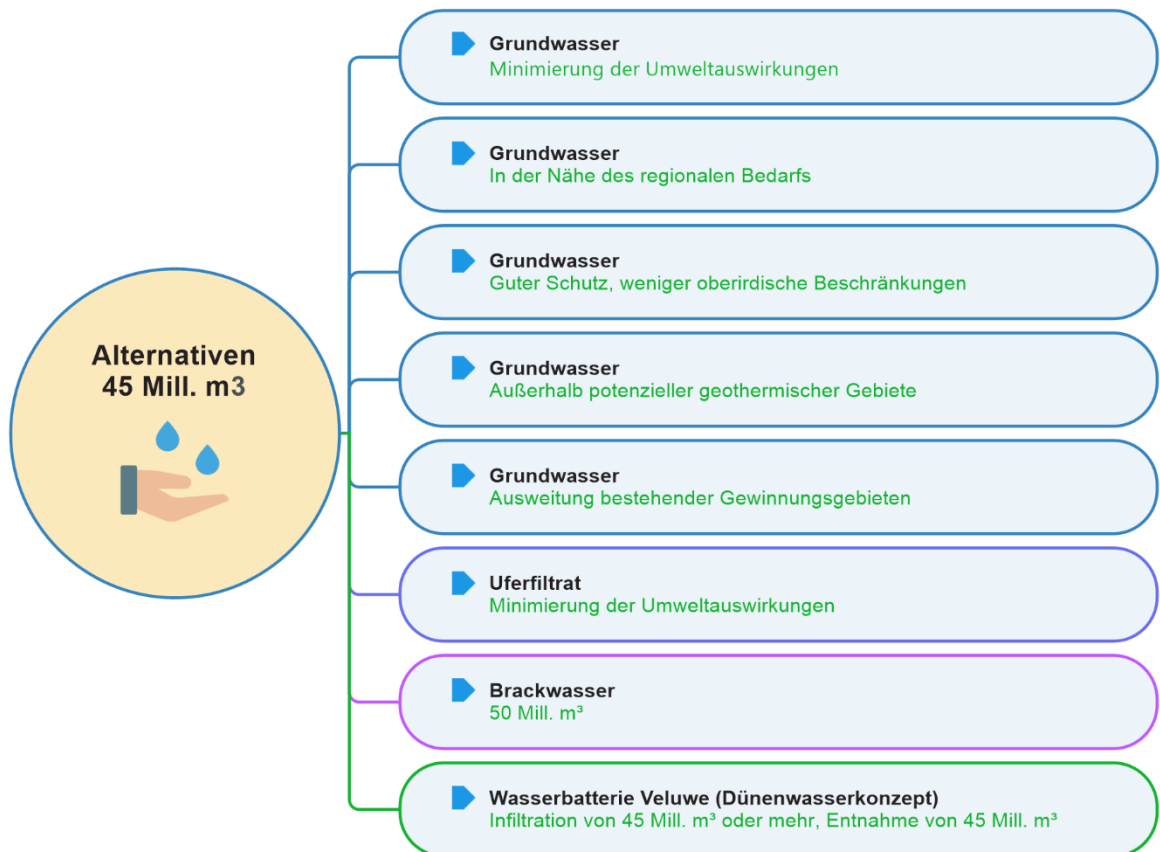 Grundwasser
Minimierung der Umweltauswirkungen
Grundwasser
In der Nähe des regionalen Bedarfs
Grundwasser
Guter Schutz, weniger oberirdische Beschränkungen
Alternativen
45 Mill. m3
Grundwasser
Außerhalb potenzieller geothermischer Gebiete
Grundwasser
Ausweitung bestehender Gewinnungsgebieten
Uferfiltrat
Minimierung der Umweltauswirkungen
Brackwasser
50 Mill. m³
Wasserbatterie Veluwe (Dünenwasserkonzept)
Infiltration von 45 Mill. m³ oder mehr, Entnahme von 45 Mill. m³